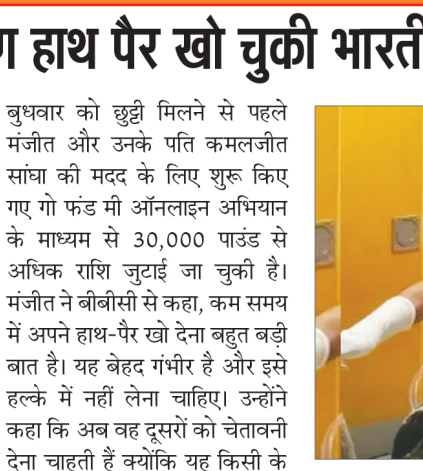 हाथ पैर खो चुकी
बुधवार को छुट्टी मिलने से पहले
मंजीत और उनके पति कमलजीत
सांघा की मदद के लिए शुरू किए
गए गो फंड मी ऑनलाइन अभियान
के माध्यम से 30,000 पाउंड से
अधिक राशि जुटाई जा चुकी है।
मंजीत ने बीबीसी से कहा, कम समय
में अपने हाथ-पैर खो देना बहुत बड़ी
बात है। यह बेहद गंभीर है और इसे
हल्के में नहीं लेना चाहिए। उन्होंने
कहा कि अब वह दूसरों को चेतावनी
देना चाहती हैं क्योंकि यह किसी के